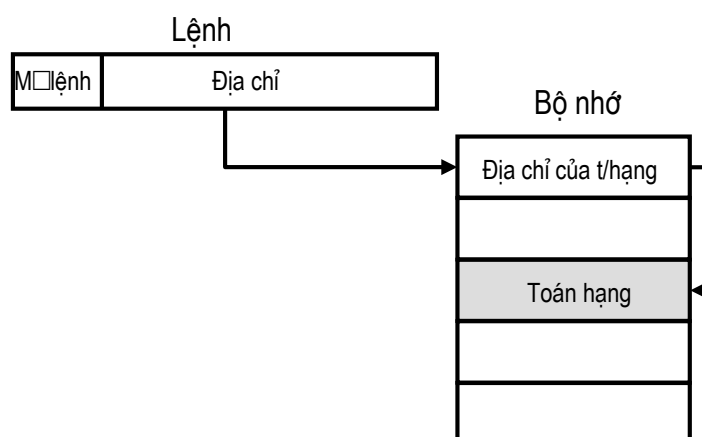 Lệnh
M□lệnh
Địa chỉ
Bộ nhớ
Địa chỉ của t/hạng
Toán hạng